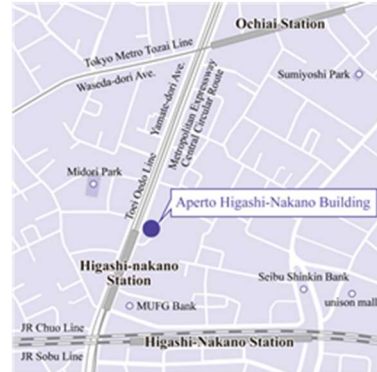 Ochiai Station
Tokyo Metro Tozai Line
Waseda-dori Ave.
Yamate-dori Ave.
Metropolitan Expressway
Central Circular Route
Sumiyoshi Park
Midori Park
Toei Oedo Line
Aperto Higashi-Nakano Building
Higashi-nakano
Station
Seibu Shinkin Bank
unison mall
MUFG Bank
JR Chuo Line
JR Sobu Line
Higashi-Nakano Station